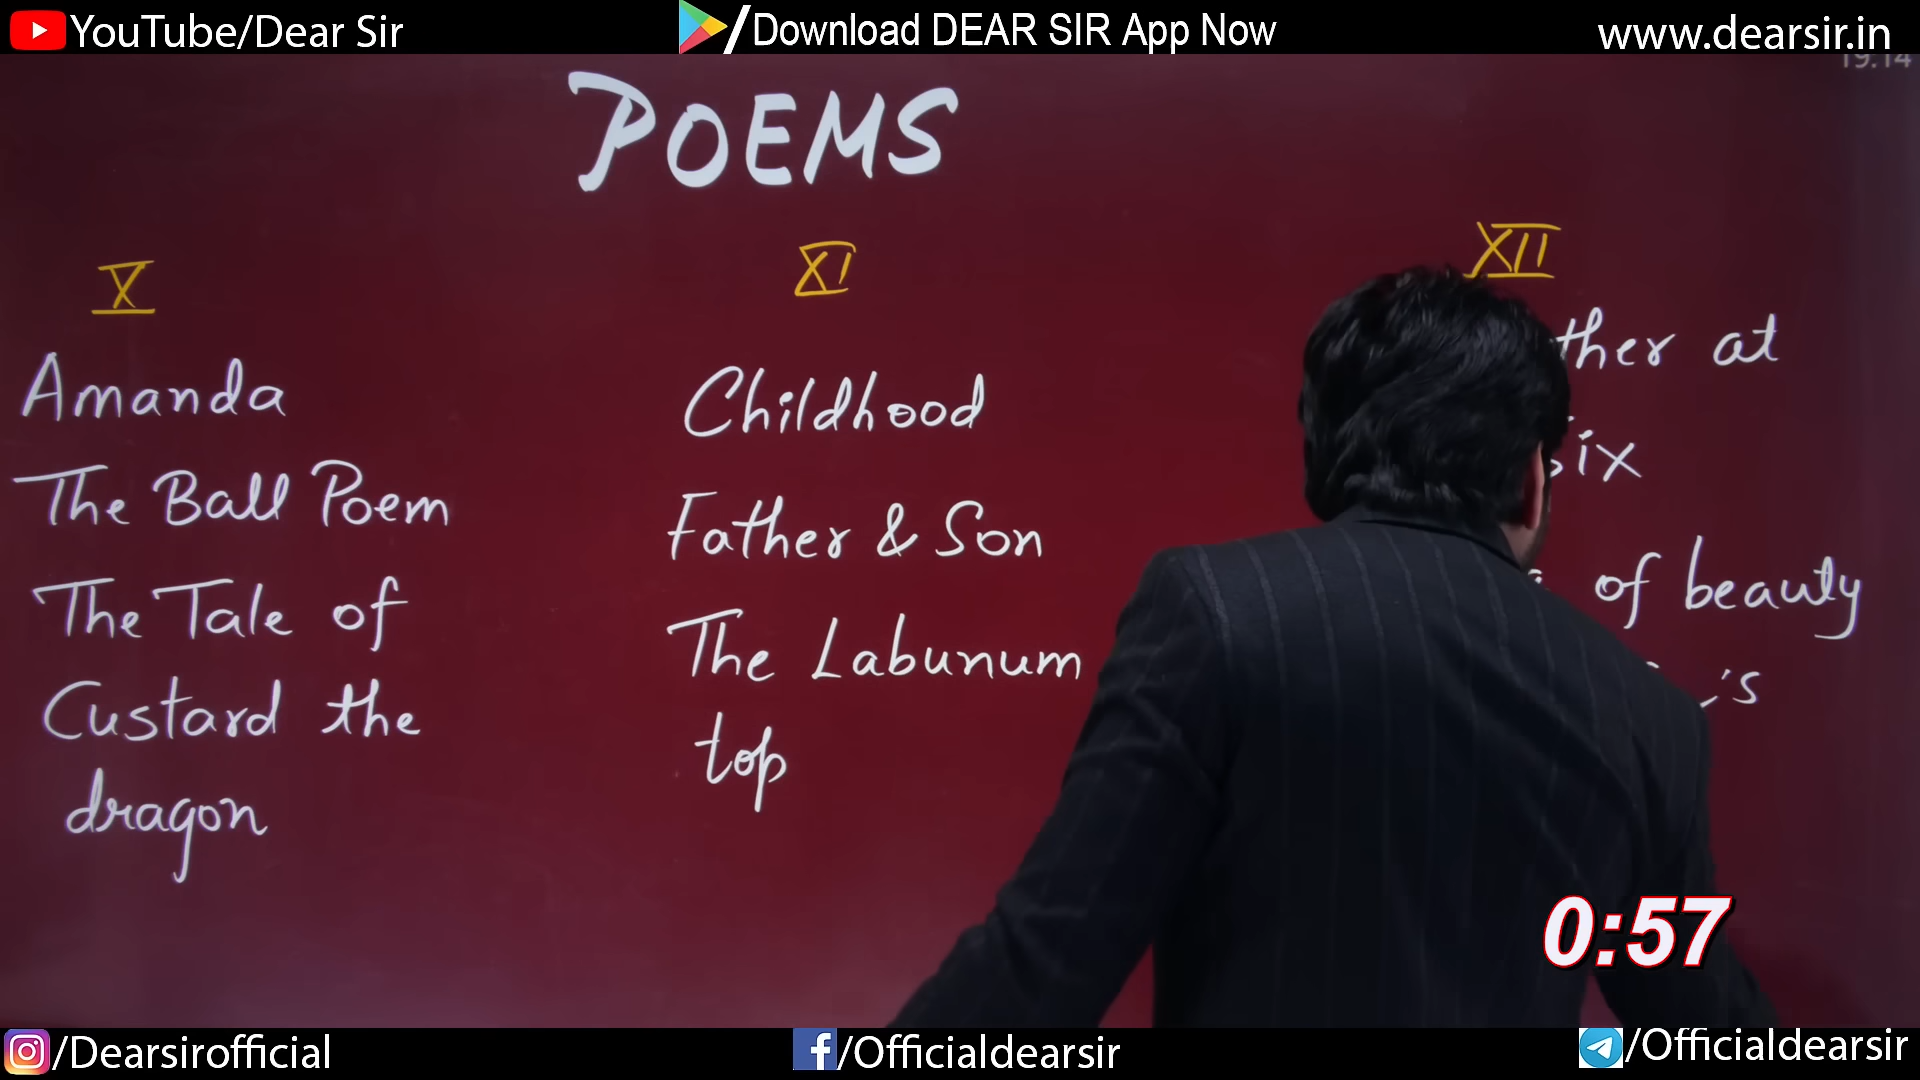 YouTube/Dear Sir
/Download DEAR SIR App Now
www.dearsir.in
19:14
POEMS
X
Amanda
The Ball Poem
The Tale of
Custard the
dragon
XI
Childhood
Father & Son
The Labunum
top
XII
at
of beauty
0:57
/Dearsirofficial
/Officialdearsir
/Officialdearsir